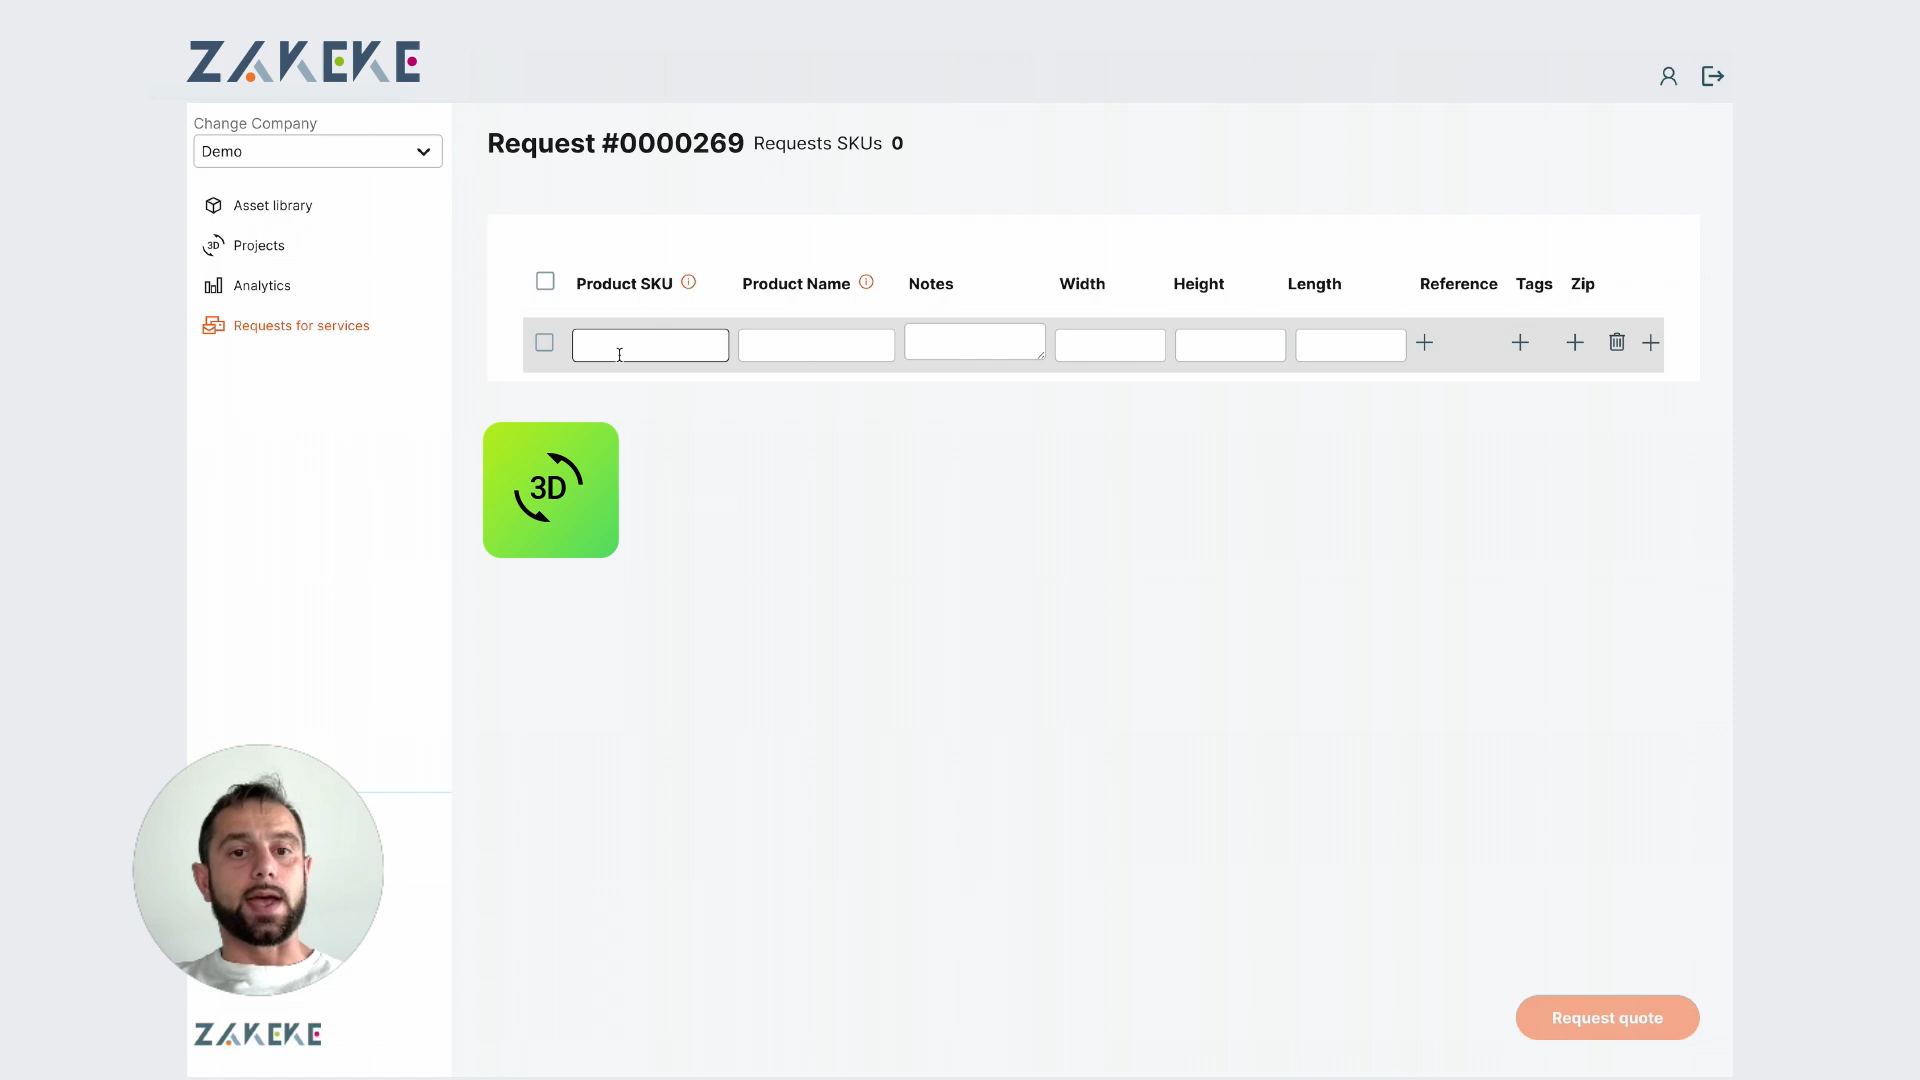 ZAKEKE
Change Company
Demo
Asset library
3D Projects
Analytics
Requests for services
Request #0000269 Requests SKUs 0
Product SKU Product Name Notes Width Height Length Reference Tags Zip
3D
ZAKEKE
Request quote